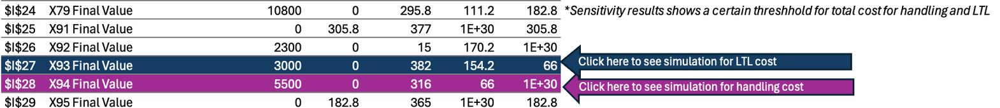 $I$24 X79 Final Value 10800 0 295.8 111.2 182.8 *Sensitivity results shows a certain threshhold for total cost for handling and LTL
$I$25 X91 Final Value 0 305.8 377 1E+30 305.8
$I$26 X92 Final Value 2300 0 15 170.2 1E+30
$I$27 X93 Final Value 3000 0 382 154.2 66 Click here to see simulation for LTL cost
$I$28 X94 Final Value 5500 0 316 66 1E+30 Click here to see simulation for handling cost
$I$29 X95 Final Value 0 182.8 365 1E+30 182.8